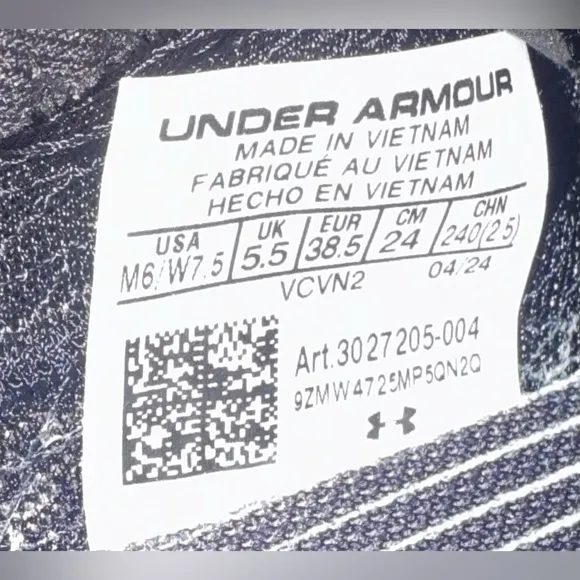 UNDER ARMOUR
MADE IN VIETNAM
FABRIQUÉ AU VIETNAM
HECHO EN VIETNAM
USA UK EUR CM CHN
M6/W7.5 5.5 38.5 24 240(2.5)
VCVN2 04/24
Art.3027205-004
9ZMW4725MP5QN2Q